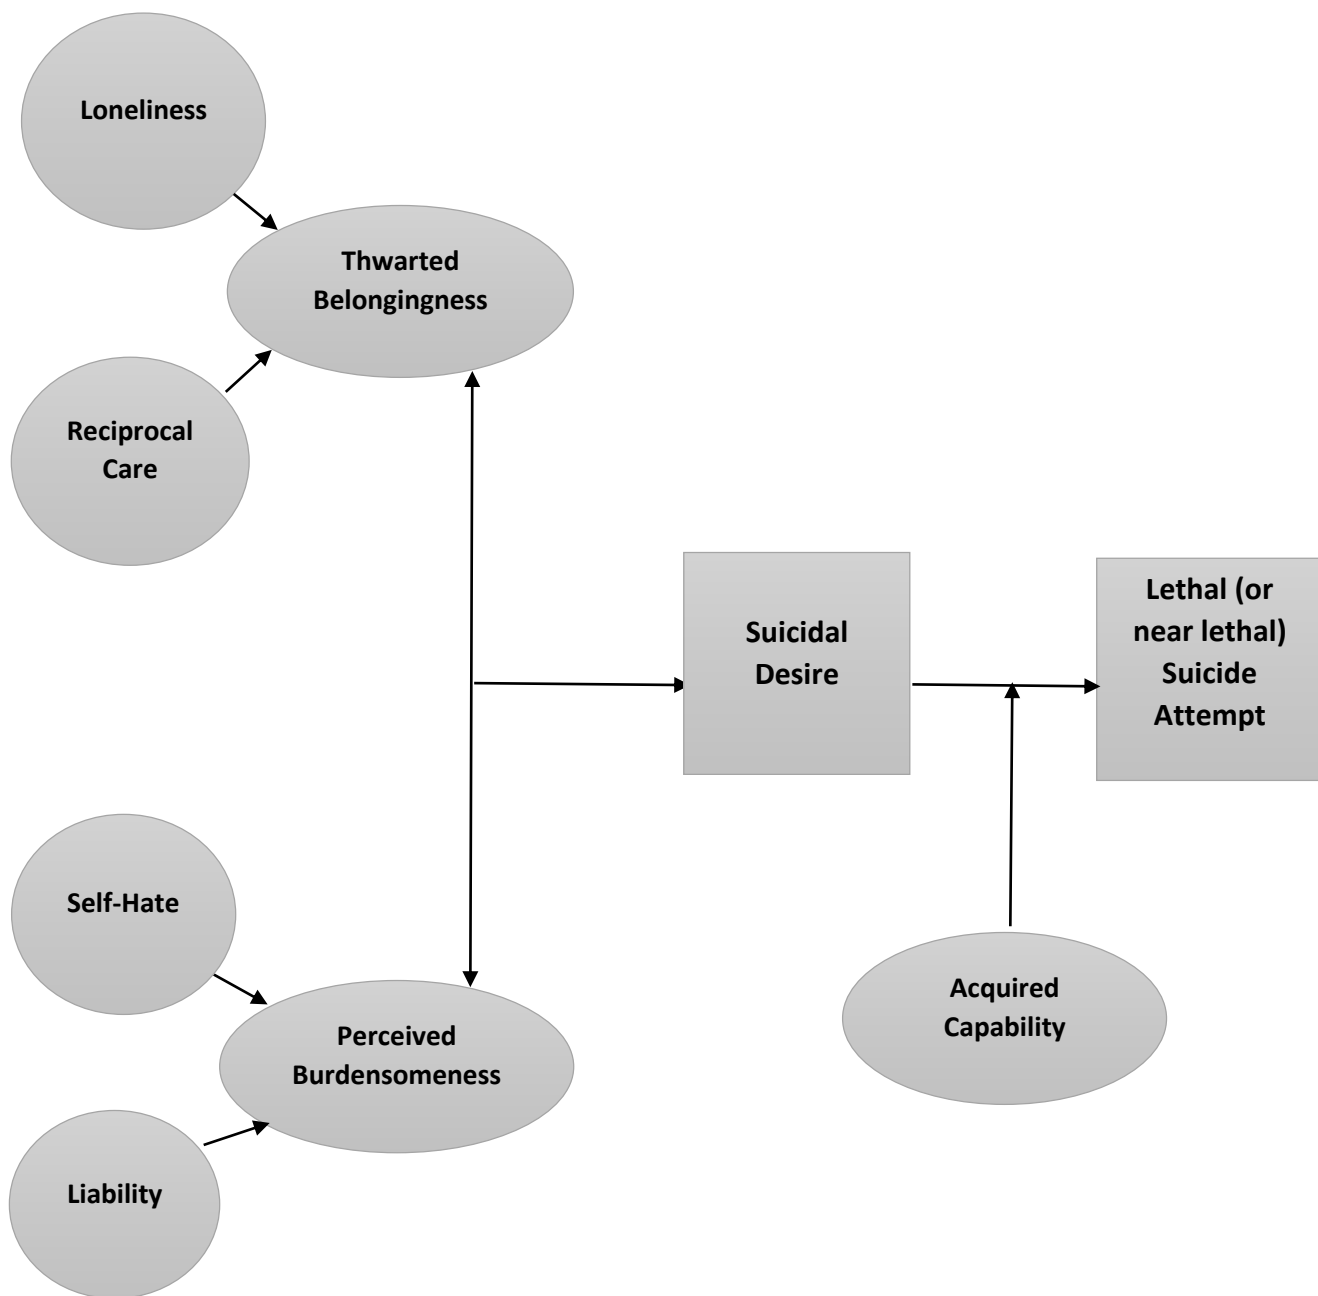 Loneliness
Thwarted
Belongingness
Reciprocal
Care
Suicidal
Desire
Lethal (or
near lethal)
Suicide
Attempt
Self-Hate
Perceived
Burdensomeness
Acquired
Capability
Liability